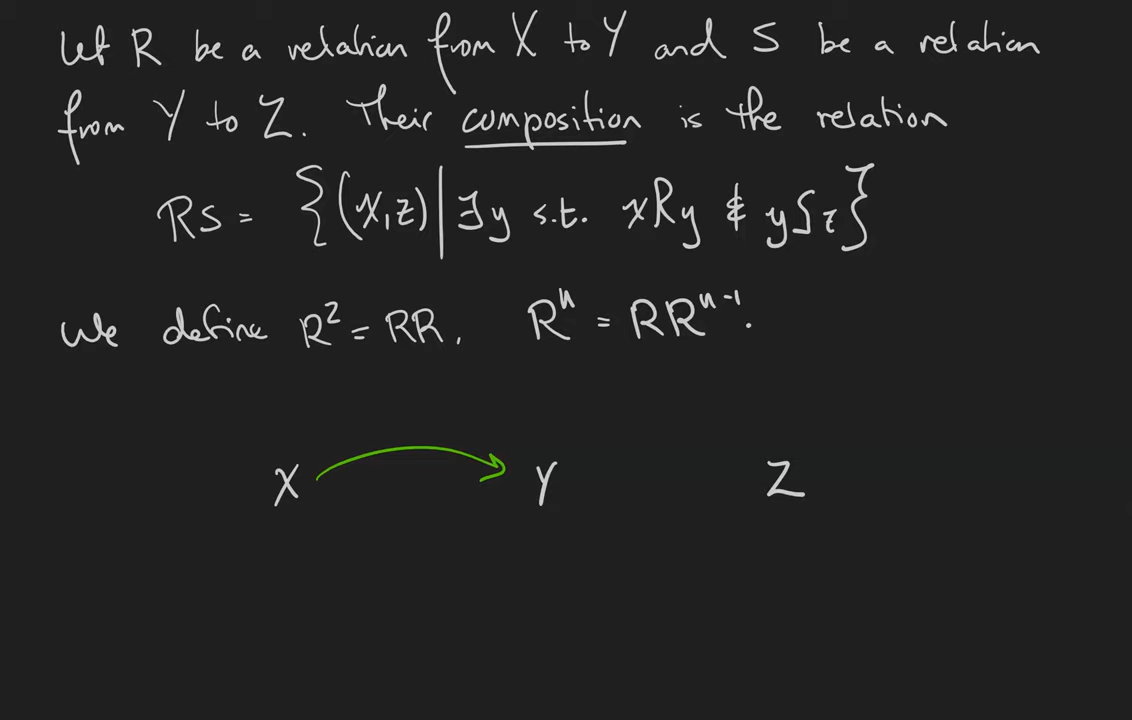 Let R be a relation from X to Y and S be a relation
from Y to Z. Their composition is the relation
RS = {(x,z)|∃y s.t. xRy & ySz}
We define R² = RR, Rⁿ = RRⁿ⁻¹.
X Y Z